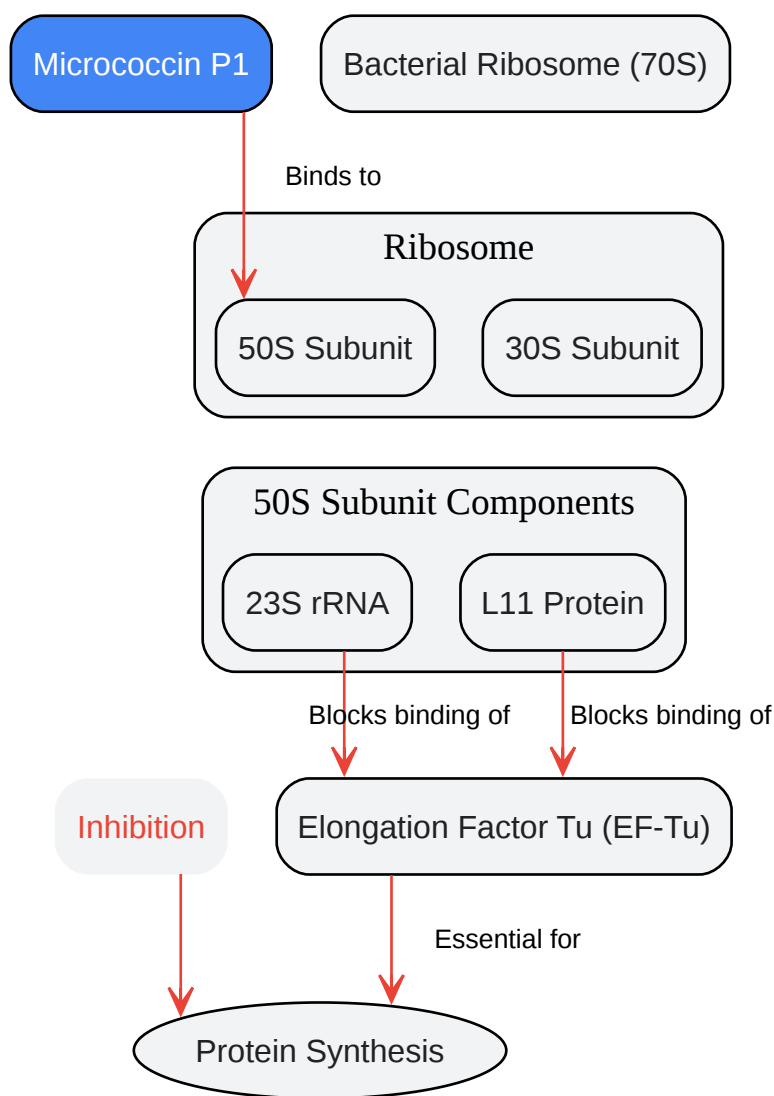 Micrococcin P1
Bacterial Ribosome (70S)
Binds to
Ribosome
50S Subunit
30S Subunit
50S Subunit Components
23S rRNA
L11 Protein
Blocks binding of
Blocks binding of
Inhibition
Elongation Factor Tu (EF-Tu)
Essential for
Protein Synthesis